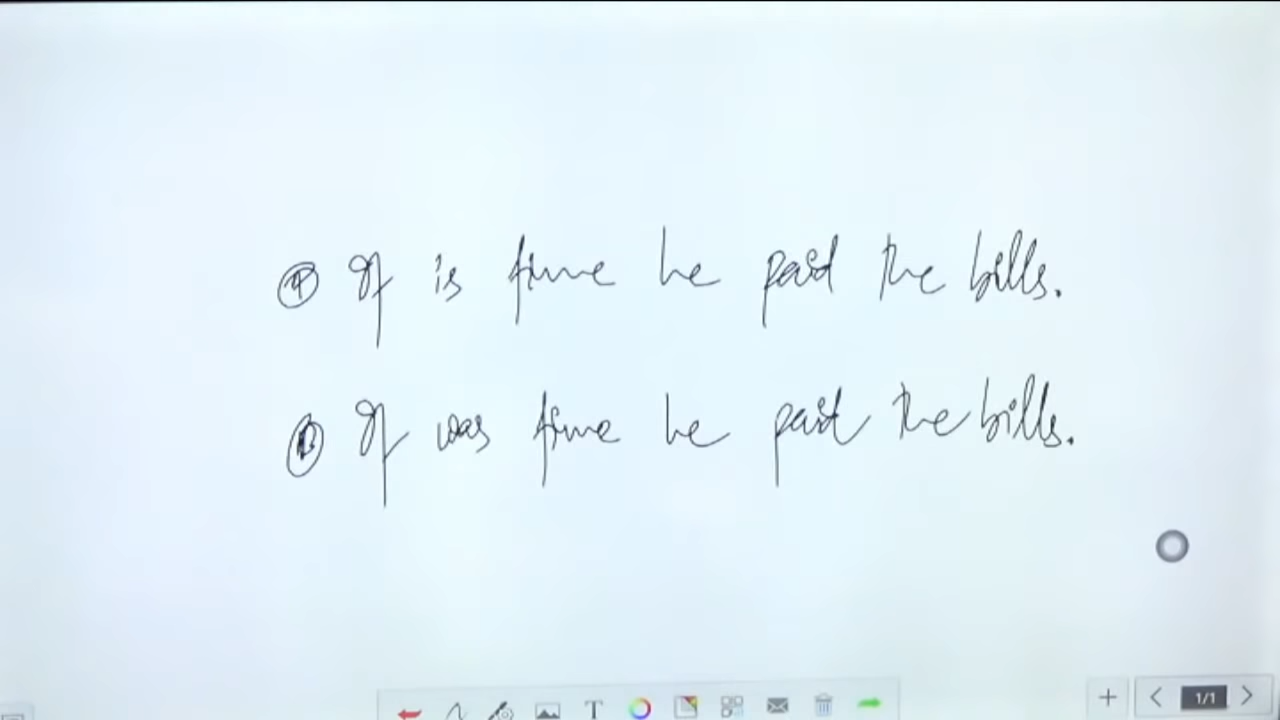 It is time he paid the bills.
It was time he paid the bills.
T
1/1